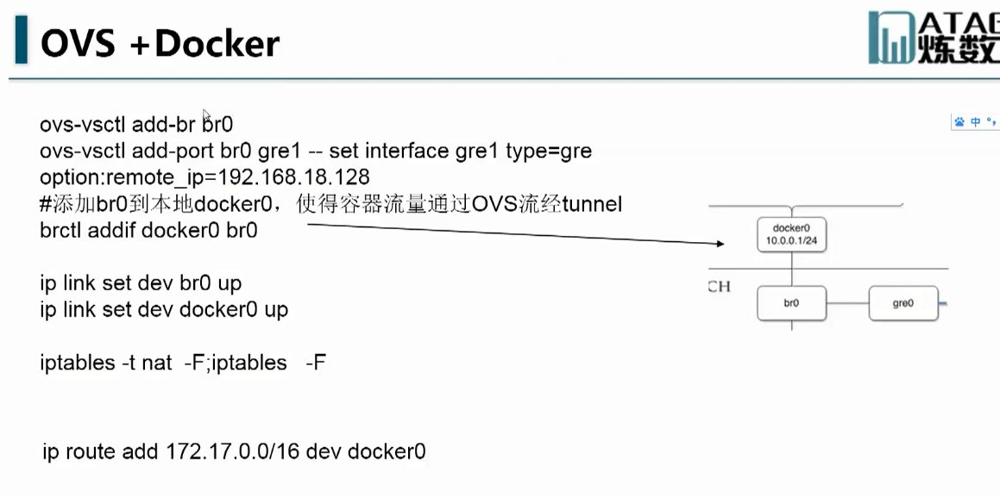 OVS +Docker
ATAG
炼数
ovs-vsctl add-br br0
ovs-vsctl add-port br0 gre1 -- set interface gre1 type=gre
option:remote_ip=192.168.18.128
#添加br0到本地docker0，使得容器流量通过OVS流经tunnel
brctl addif docker0 br0
ip link set dev br0 up
ip link set dev docker0 up
iptables -t nat  -F;iptables   -F
ip route add 172.17.0.0/16 dev docker0
中
docker0
10.0.0.1/24
CH
br0
gre0